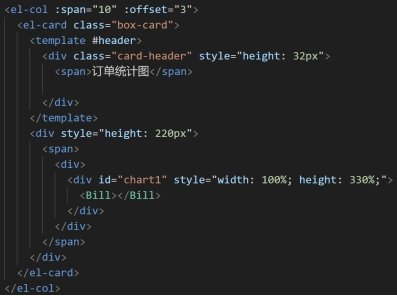 <el-col :span="10" :offset="3">
<el-card class="box-card">
<template #header>
<div class="card-header" style="height: 32px">
<span>订单统计图</span>
</div>
</template>
<div style="height: 220px">
<span>
<div>
<div id="chart1" style="width: 100%; height: 330%;">
<Bill></Bill>
</div>
</div>
</span>
</div>
</el-card>
</el-col>